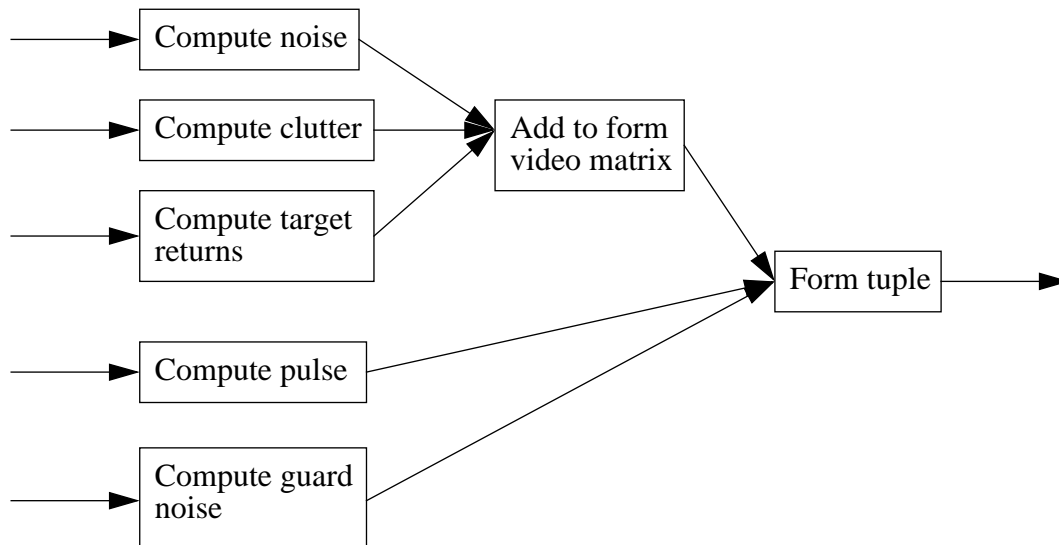 Compute noise
Compute clutter
Add to form
video matrix
Compute target
returns
Form tuple
Compute pulse
Compute guard
noise